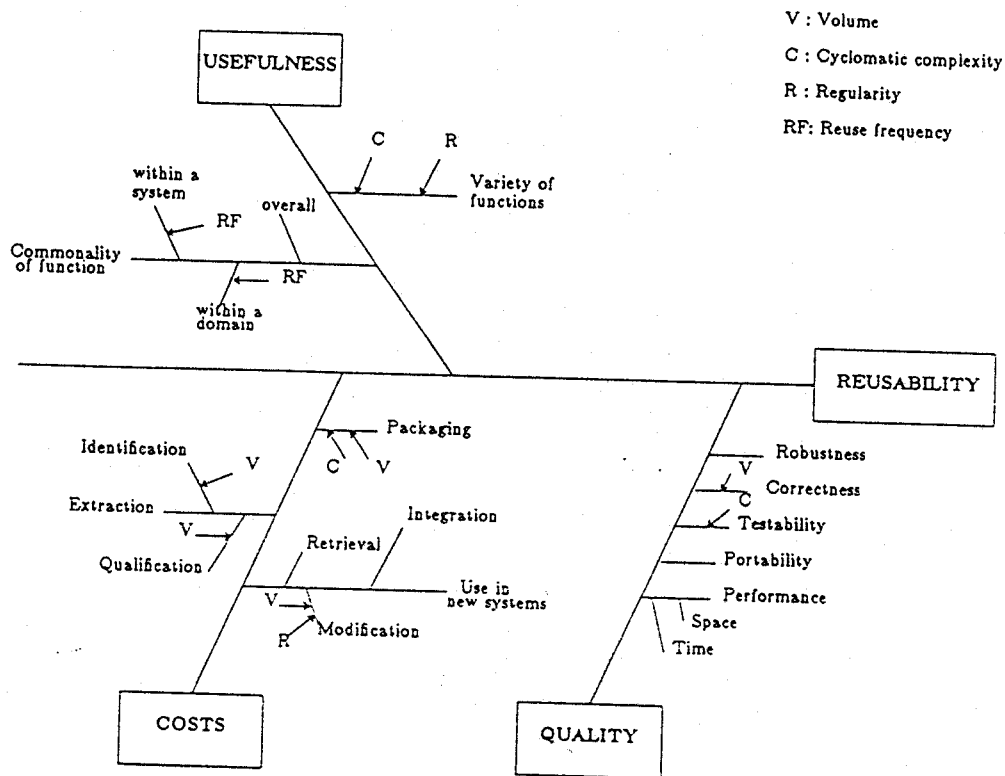 V : Volume
C : Cyclomatic complexity
R : Regularity
RF: Reuse frequency
USEFULNESS
C
R
Variety of
functions
within a
system
RF
overall
Commonality
of function
RF
within a
domain
REUSABILITY
Packaging
C
V
Identification
V
Extraction
V
Qualification
Retrieval
Integration
Use in
new systems
V
R
Modification
Robustness
V
Correctness
C
Testability
Portability
Performance
Space
Time
COSTS
QUALITY